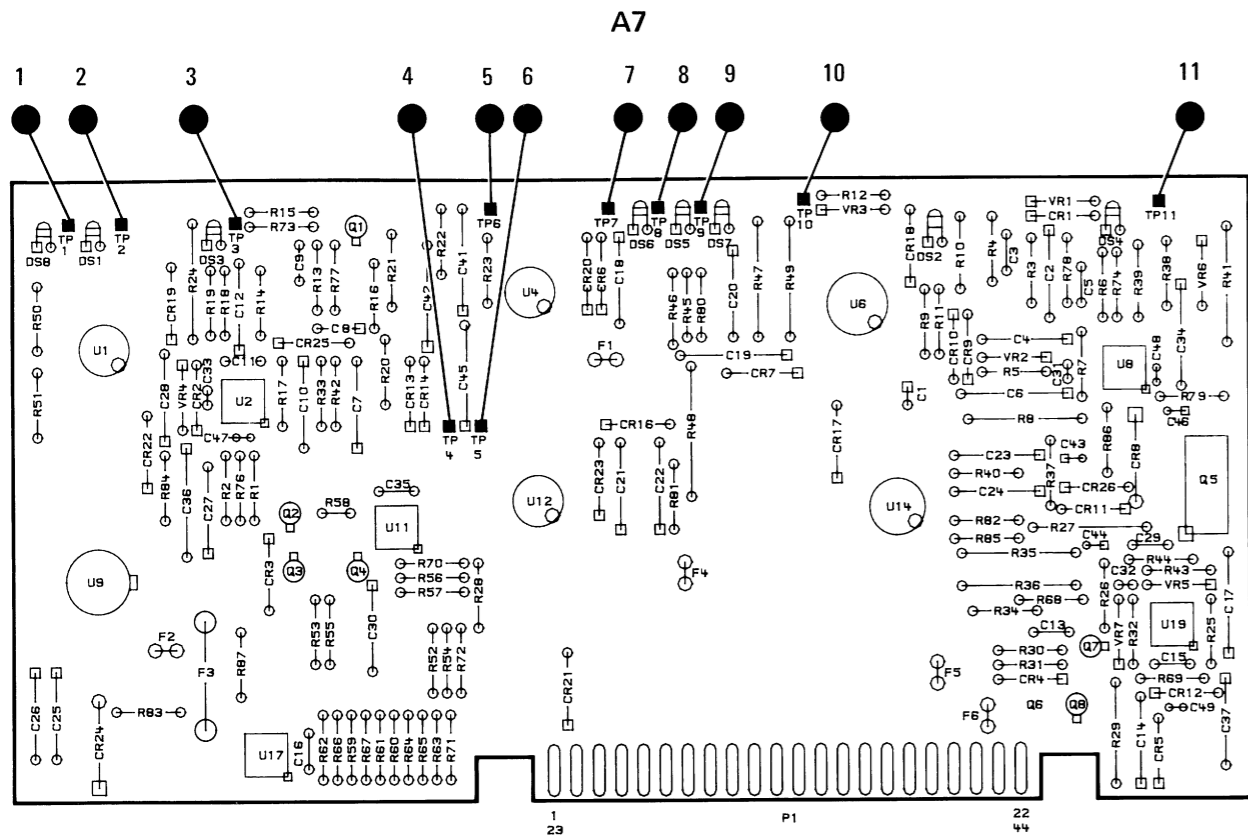 A7
1 2 3 4 5 6 7 8 9 10 11
TP 1
TP 2
TP 3
TP 4
TP 5
TP6
TP7
TP 8
TP 9
TP 10
TP11
DS8
DS1
DS3
DS6
DS5
DS7
DS2
DS4
R15
R73
Q1
R12
VR3
VR1
CR1
R50
R51
U1
CR19
R24
R19
R18
C12
R14
C9
R13
R77
R16
R21
C42
R22
C41
R23
U4
CR20
CR6
C18
R46
R45
R80
C20
R47
R49
U6
CR18
R10
R4
C3
R3
C2
R78
C5
R6
R74
R39
R38
VR6
R41
C8
CR25
C11
C33
C28
VR4
CR2
U2
R17
C10
R33
R42
C7
R20
CR13
CR14
C45
F1
C19
CR7
R48
R9
R11
CR10
CR9
C4
VR2
R5
C31
R7
C6
R8
C1
U8
C48
C34
R79
C46
CR22
C47
R84
C36
C27
R2
R76
R1
Q2
R58
C35
U11
U12
CR16
CR23
C21
C22
R81
CR17
U14
C23
R40
C24
R37
C43
CR26
CR11
R86
CR8
Q5
R82
R85
R27
R35
C44
C29
R44
U9
CR3
Q3
Q4
R70
R56
R57
R28
C30
F4
R36
R68
R34
C13
R26
C32
R43
VR5
C17
VR7
R32
U19
R25
F2
F3
R87
R53
R55
R52
R54
R72
CR21
F5
R30
R31
CR4
Q7
C15
R69
CR12
C49
C26
C25
CR24
R83
U17
C16
R62
R66
R59
R67
R61
R60
R64
R65
R63
R71
F6
Q6
Q8
R29
C14
CR5
C37
1
23
P1
22
44